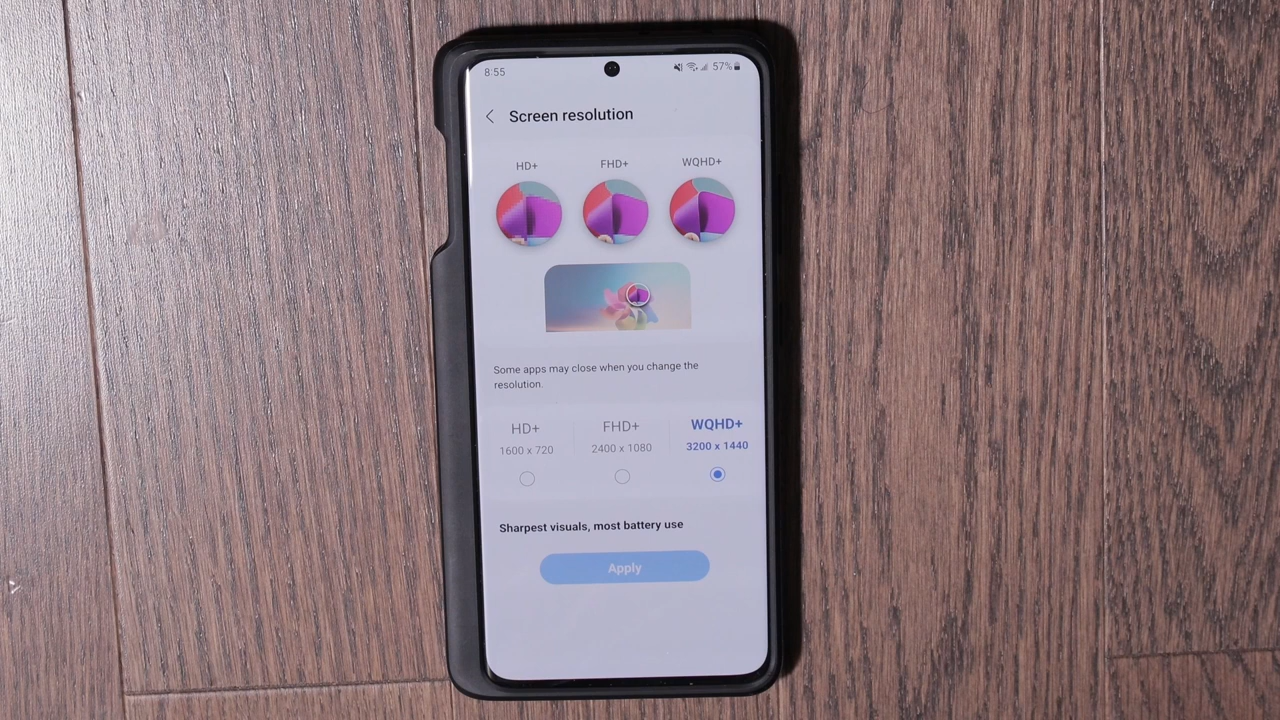 8:55
57%
Screen resolution
HD+ FHD+ WQHD+
Some apps may close when you change the
resolution.
HD+ FHD+ WQHD+
1600 x 720 2400 x 1080 3200 x 1440
Sharpest visuals, most battery use
Apply